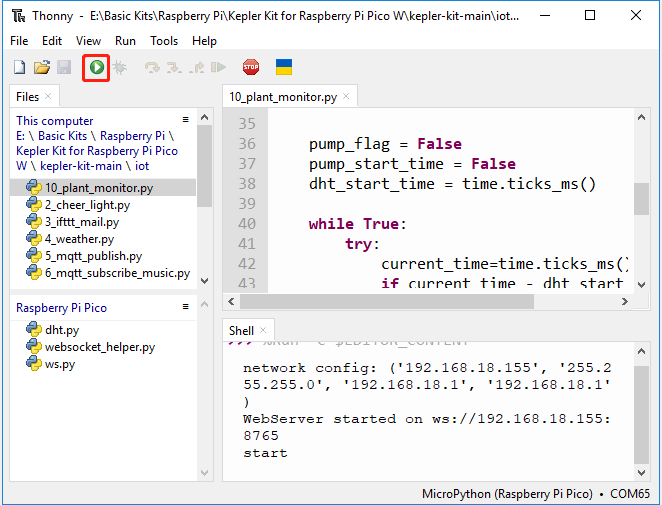 Thonny - E:\Basic Kits\Raspberry Pi\Kepler Kit for Raspberry Pi Pico W\kepler-kit-main\iot...
File Edit View Run Tools Help
STOP
Files
This computer
E: \ Basic Kits \ Raspberry Pi \
Kepler Kit for Raspberry Pi Pico
W \ kepler-kit-main \ iot
10_plant_monitor.py
2_cheer_light.py
3_ifttt_mail.py
4_weather.py
5_mqtt_publish.py
6_mqtt_subscribe_music.py
Raspberry Pi Pico
dht.py
websocket_helper.py
ws.py
10_plant_monitor.py
35
36 pump_flag = False
37 pump_start_time = False
38 dht_start_time = time.ticks_ms()
39
40 while True:
41 try:
42 current_time=time.ticks_ms()
43 if current_time - dht_start
Shell
>>> %Run -c $EDITOR_CONTENT
network config: ('192.168.18.155', '255.2
55.255.0', '192.168.18.1', '192.168.18.1'
)
WebServer started on ws://192.168.18.155:
8765
start
MicroPython (Raspberry Pi Pico) • COM65